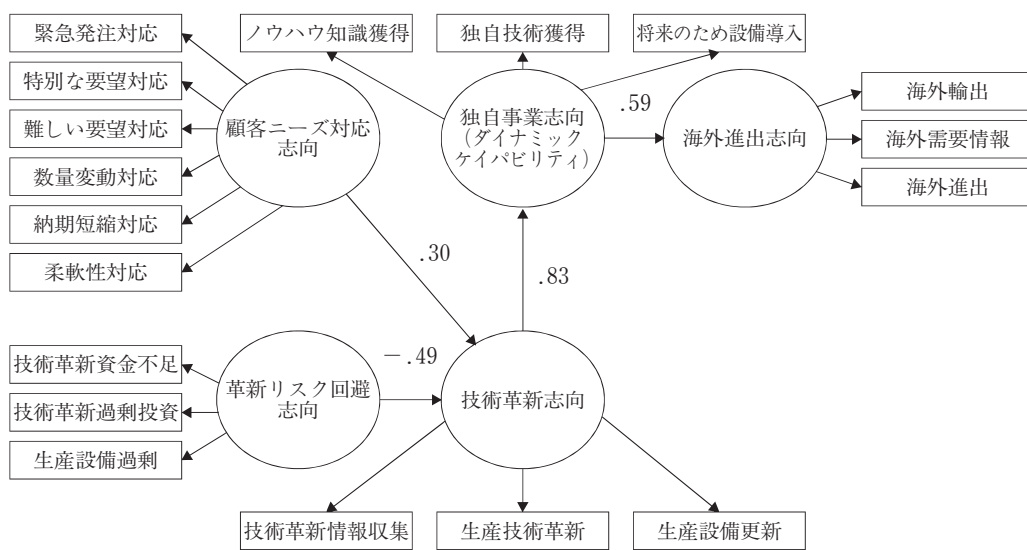 緊急発注対応
ノウハウ知識獲得
独自技術獲得
将来のため設備導入
特別な要望対応
難しい要望対応
数量変動対応
納期短縮対応
柔軟性対応
顧客ニーズ対応
志向
独自事業志向
(ダイナミック
ケイパビリティ)
.59
海外進出志向
海外輸出
海外需要情報
海外進出
.30
.83
技術革新資金不足
技術革新過剰投資
生産設備過剰
革新リスク回避
志向
-.49
技術革新志向
技術革新情報収集
生産技術革新
生産設備更新